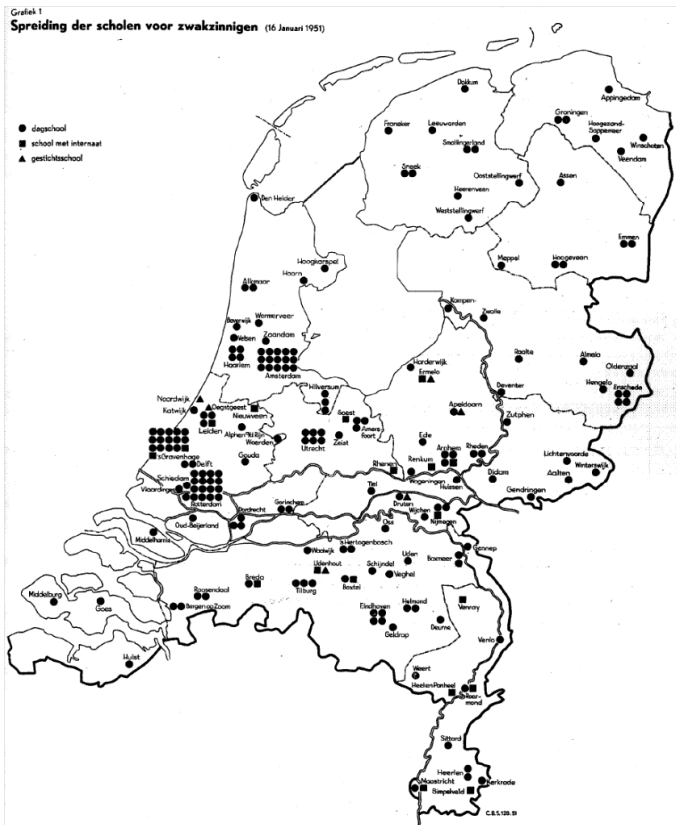 Grafiek 1
Spreiding der scholen voor zwakzinnigen (16 Januari 1951)
dagschool
school met internaat
gestichtsschool
Dokkum
Appingedam
Groningen
Franeker
Leeuwarden
Hoogezand-
Sappemeer
Smallingerland
Winschoten
Veendam
Sneek
Ooststellingwerf
Assen
Heerenveen
Den Helder
Weststellingwerf
Emmen
Hoogkarspel
Meppel
Hoogeveen
Hoorn
Alkmaar
Kampen
Zwolle
Wormerveer
Beverwijk
Velsen
Zaandam
Haarlem
Amsterdam
Harderwijk
Ermelo
Raalte
Almelo
Oldenzaal
Hengelo
Enschede
Deventer
Hilversum
Noordwijk
Katwijk
Oegstgeest
Nieuwveen
Leiden
Soest
Amers-
foort
Apeldoorn
Zutphen
Alphen a/d Rijn
Woerden
Utrecht
Zeist
Ede
Arnhem
Rheden
's Gravenhage
Delft
Gouda
Rhenen
Renkum
Wageningen
Huissen
Didam
Lichtenvoorde
Aalten
Winterswijk
Gendringen
Schiedam
Vlaardingen
Rotterdam
Tiel
Druten
Wijchen
Nijmegen
Gorinchem
Dordrecht
Oud-Beijerland
Middelharnis
Oss
Waalwijk
's Hertogenbosch
Gennep
Boxmeer
Uden
Udenhout
Schijndel
Veghel
Middelburg
Goes
Roosendaal
Breda
Tilburg
Boxtel
Bergen op Zoom
Eindhoven
Helmond
Venray
Geldrop
Deurne
Venlo
Hulst
Weert
Heel en Panheel
Roer-
mond
Sittard
Heerlen
Kerkrade
Maastricht
Simpelveld
C.B.S. 128.51